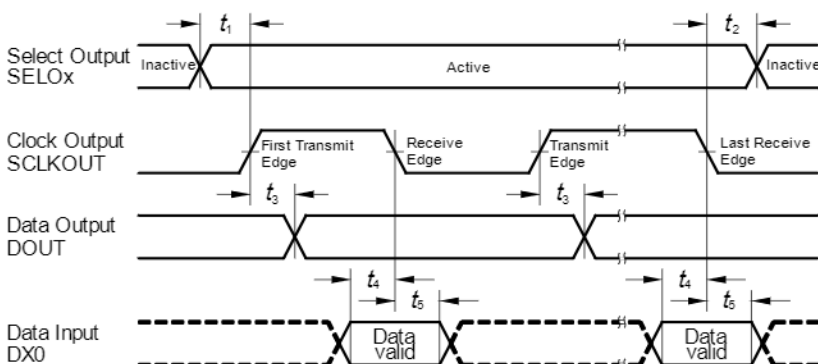 t1
t2
Select Output
SELOx
Inactive
Active
Inactive
Clock Output
SCLKOUT
First Transmit
Edge
Receive
Edge
Transmit
Edge
Last Receive
Edge
t3
t3
Data Output
DOUT
t4
t5
t4
t5
Data Input
DX0
Data
valid
Data
valid